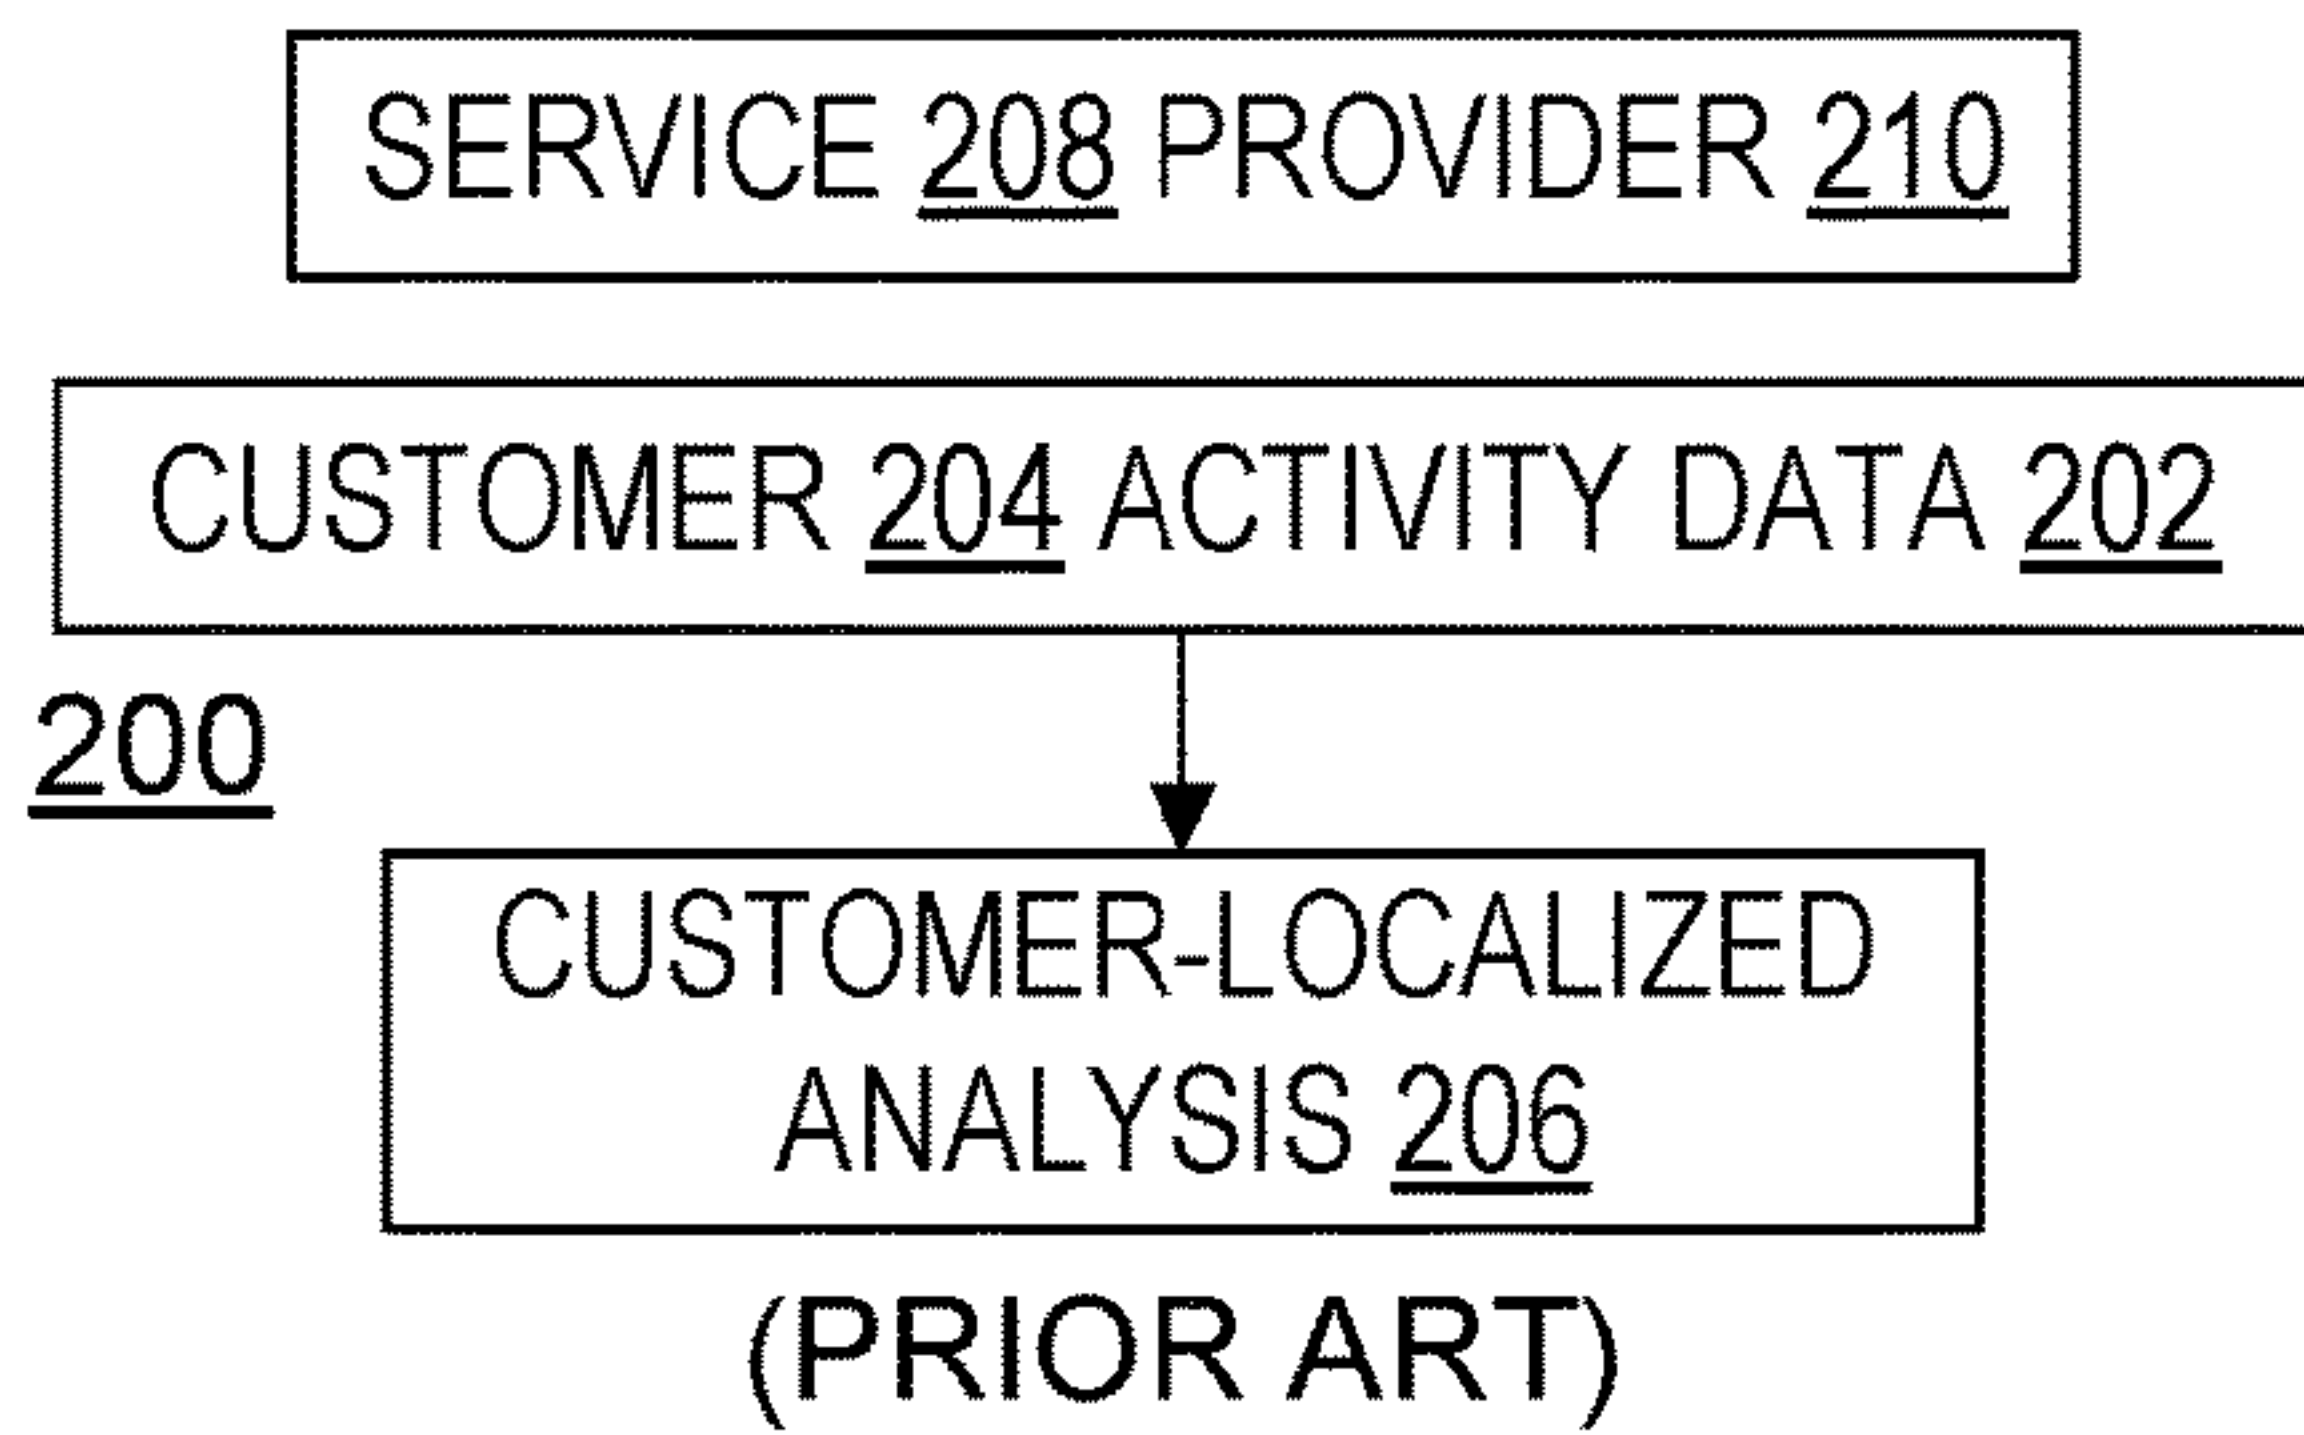 SERVICE 208 PROVIDER 210
CUSTOMER 204 ACTIVITY DATA 202
200
CUSTOMER-LOCALIZED
ANALYSIS 206
(PRIOR ART)